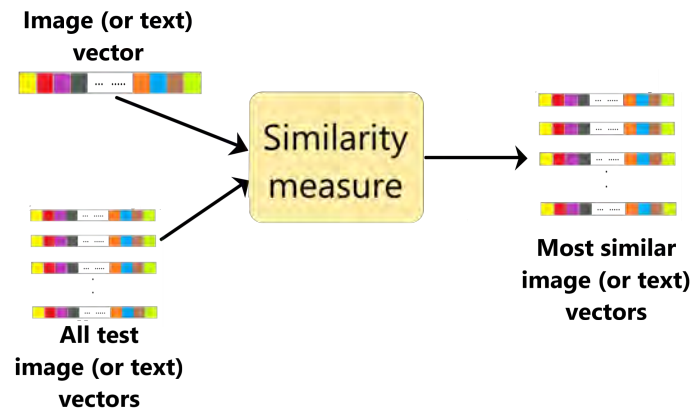 Image (or text)
vector
... .....
Similarity
measure
... .....
... .....
... .....
... .....
Most similar
image (or text)
vectors
... .....
... .....
... .....
... .....
All test
image (or text)
vectors